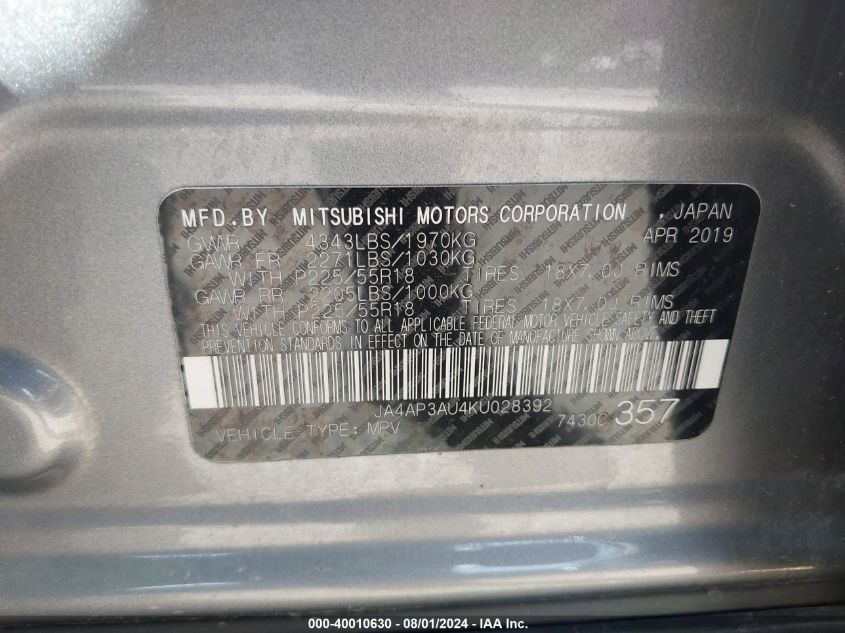 MFD.BY MITSUBISHI MOTORS CORPORATION , JAPAN
GVWR 4343LBS/1970KG APR 2019
GAWR FR 2271LBS/1030KG
WITH P225/55R18 TIRES 18X7.0J RIMS
GAWR RR 2205LBS/1000KG
WITH P225/55R18 TIRES 18X7.0J RIMS
THIS VEHICLE CONFORMS TO ALL APPLICABLE FEDERAL MOTOR VEHICLE SAFETY AND THEFT
PREVENTION STANDARDS IN EFFECT ON THE DATE OF MANUFACTURE SHOWN ABOVE.
JA4AP3AU4KU028392
VEHICLE TYPE: MPV 7430C 357
000-40010630 - 08/01/2024 - IAA Inc.